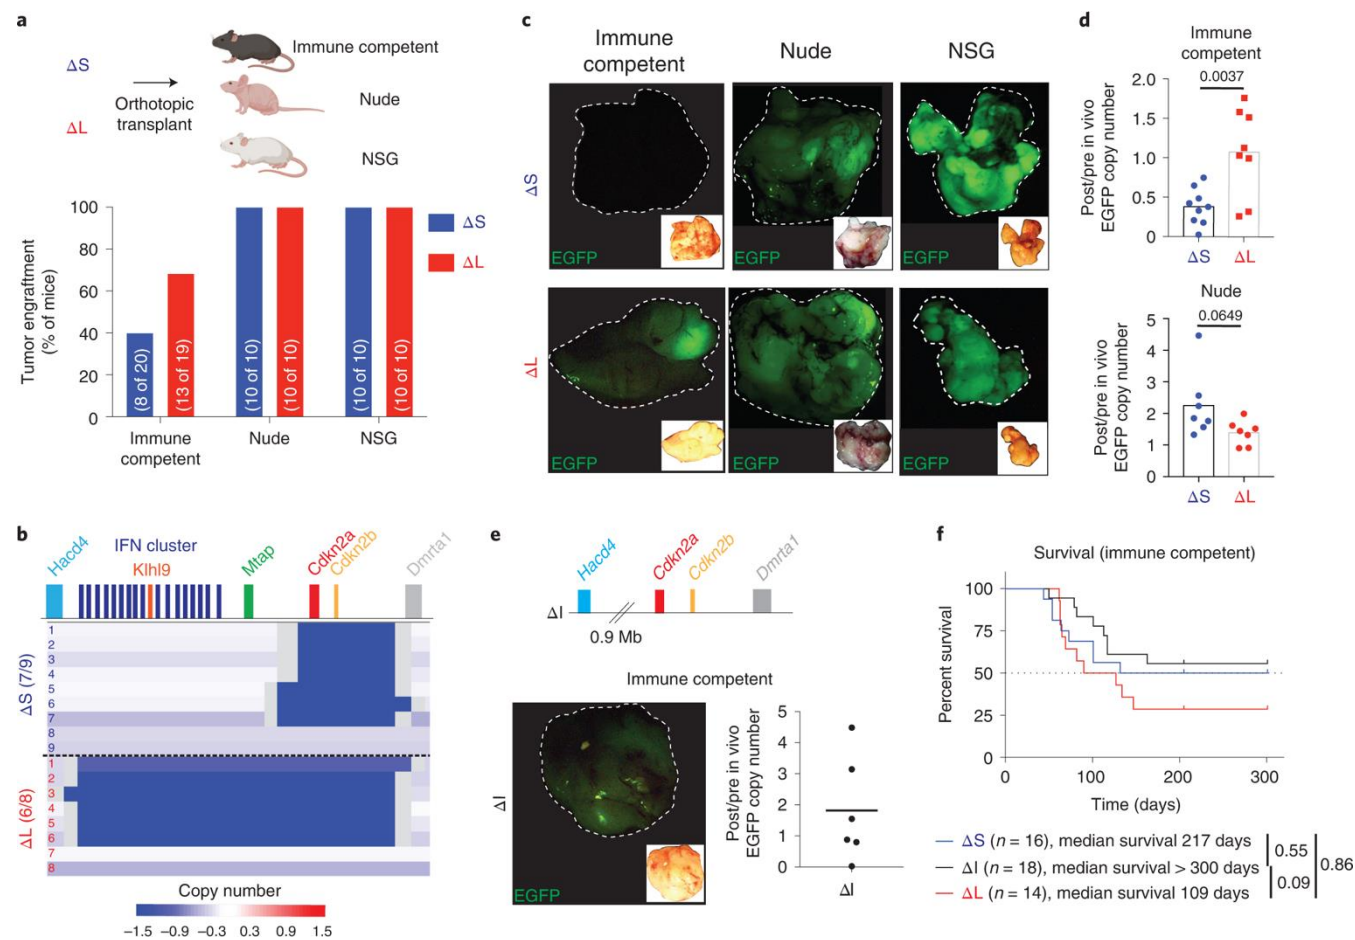 a
ΔS
ΔL
Orthotopic
transplant
Immune competent
Nude
NSG
Tumor engraftment
(% of mice)
100
80
60
40
20
0
(8 of 20)
(13 of 19)
(10 of 10)
(10 of 10)
(10 of 10)
(10 of 10)
Immune
competent
Nude
NSG
ΔS
ΔL
b
Hacd4
IFN cluster
Klhl9
Mtap
Cdkn2a
Cdkn2b
Dmrta1
ΔS (7/9)
1
2
3
4
5
6
7
8
9
ΔL (6/8)
1
2
3
4
5
6
7
8
Copy number
−1.5 −0.9 −0.3 0.3 0.9 1.5
c
Immune
competent
Nude
NSG
ΔS
EGFP
EGFP
EGFP
ΔL
EGFP
EGFP
EGFP
d
Immune
competent
Post/pre in vivo
EGFP copy number
2.0
1.5
1.0
0.5
0
0.0037
ΔS ΔL
Nude
Post/pre in vivo
EGFP copy number
5
4
3
2
1
0
0.0649
ΔS ΔL
e
Hacd4
Cdkn2a
Cdkn2b
Dmrta1
ΔI
0.9 Mb
Immune competent
ΔI
EGFP
Post/pre in vivo
EGFP copy number
5
4
3
2
1
0
ΔI
f
Survival (immune competent)
Percent survival
100
75
50
25
0
0 100 200 300
Time (days)
ΔS (n = 16), median survival 217 days
ΔI (n = 18), median survival > 300 days
ΔL (n = 14), median survival 109 days
0.55
0.09
0.86